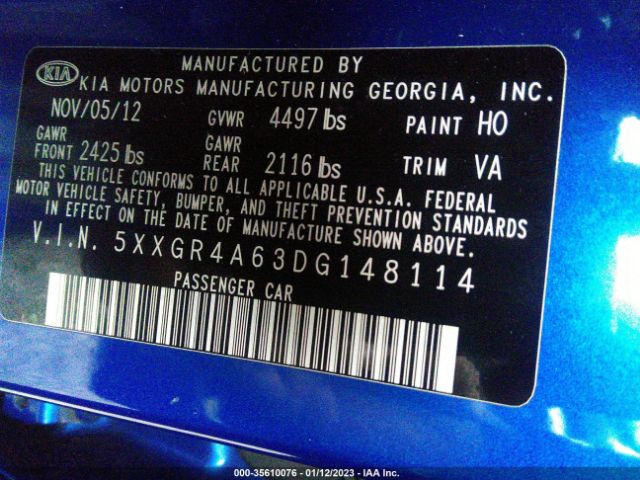 MANUFACTURED BY
KIA KIA MOTORS MANUFACTURING GEORGIA, INC.
NOV/05/12 GVWR 4497 lbs PAINT HO
GAWR FRONT 2425 lbs GAWR REAR 2116 lbs TRIM VA
THIS VEHICLE CONFORMS TO ALL APPLICABLE U.S.A. FEDERAL
MOTOR VEHICLE SAFETY, BUMPER, AND THEFT PREVENTION STANDARDS
IN EFFECT ON THE DATE OF MANUFACTURE SHOWN ABOVE.
V.I.N. 5XXGR4A63DG148114
PASSENGER CAR
000-35610076 - 01/12/2023 - IAA Inc.